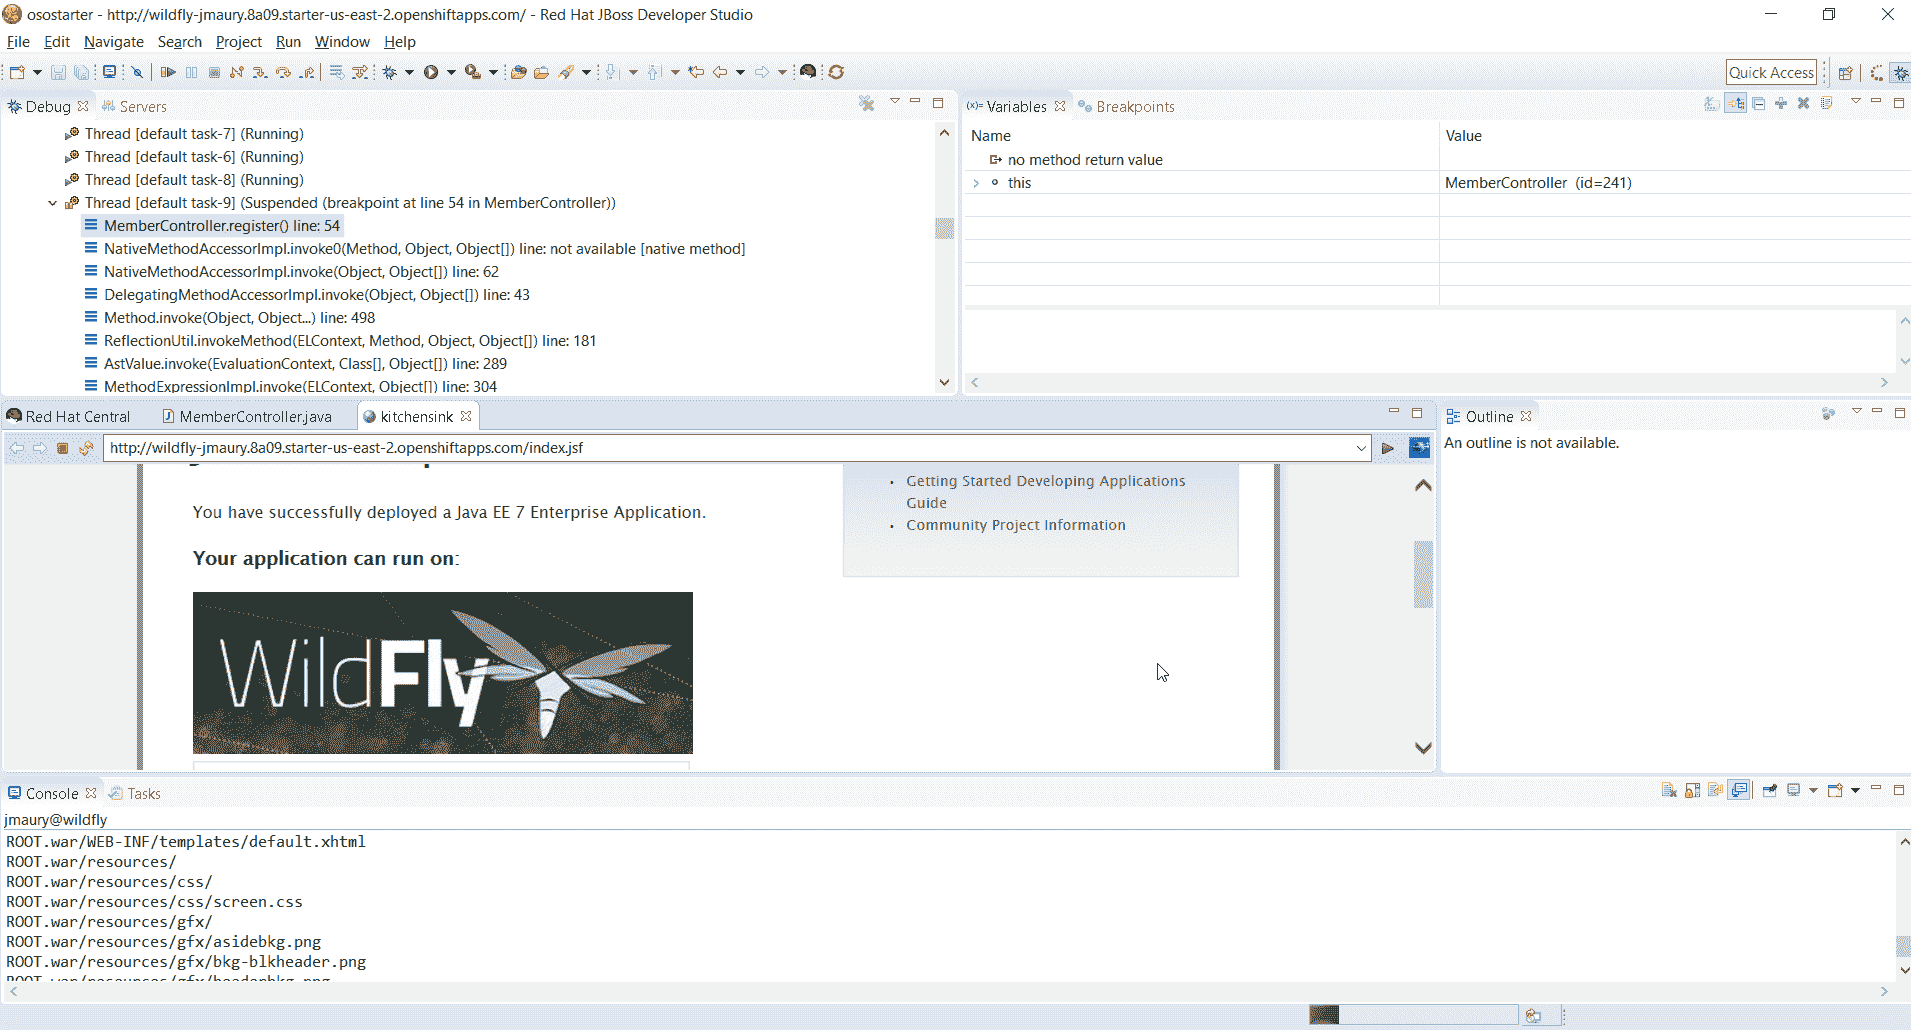 osostarter - http://wildfly-jmaury.8a09.starter-us-east-2.openshiftapps.com/ - Red Hat JBoss Developer Studio
File Edit Navigate Search Project Run Window Help
Quick Access
Debug Servers
Thread [default task-7] (Running)
Thread [default task-6] (Running)
Thread [default task-8] (Running)
Thread [default task-9] (Suspended (breakpoint at line 54 in MemberController))
MemberController.register() line: 54
NativeMethodAccessorImpl.invoke0(Method, Object, Object[]) line: not available [native method]
NativeMethodAccessorImpl.invoke(Object, Object[]) line: 62
DelegatingMethodAccessorImpl.invoke(Object, Object[]) line: 43
Method.invoke(Object, Object...) line: 498
ReflectionUtil.invokeMethod(ELContext, Method, Object, Object[]) line: 181
AstValue.invoke(EvaluationContext, Class[], Object[]) line: 289
MethodExpressionImpl.invoke(ELContext, Object[]) line: 304
(x)= Variables Breakpoints
Name Value
no method return value
this MemberController (id=241)
Red Hat Central MemberController.java kitchensink
http://wildfly-jmaury.8a09.starter-us-east-2.openshiftapps.com/index.jsf
You have successfully deployed a Java EE 7 Enterprise Application.
Your application can run on:
WildFly
Getting Started Developing Applications
Guide
Community Project Information
Outline
An outline is not available.
Console Tasks
jmaury@wildfly
ROOT.war/WEB-INF/templates/default.xhtml
ROOT.war/resources/
ROOT.war/resources/css/
ROOT.war/resources/css/screen.css
ROOT.war/resources/gfx/
ROOT.war/resources/gfx/asidebkg.png
ROOT.war/resources/gfx/bkg-blkheader.png
ROOT.war/resources/gfx/headerbkg.png